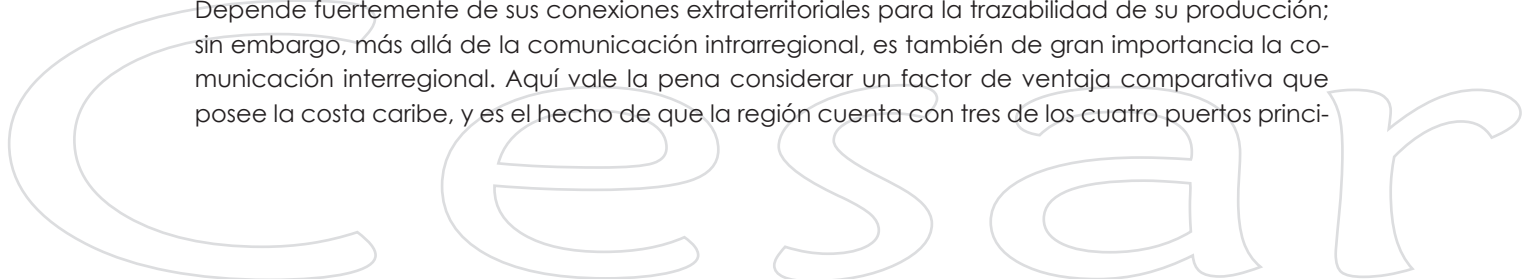 Depende fuertemente de sus conexiones extraterritoriales para la trazabilidad de su producción;
sin embargo, más allá de la comunicación intrarregional, es también de gran importancia la co-
municación interregional. Aquí vale la pena considerar un factor de ventaja comparativa que
posee la costa caribe, y es el hecho de que la región cuenta con tres de los cuatro puertos princi-
Cesar